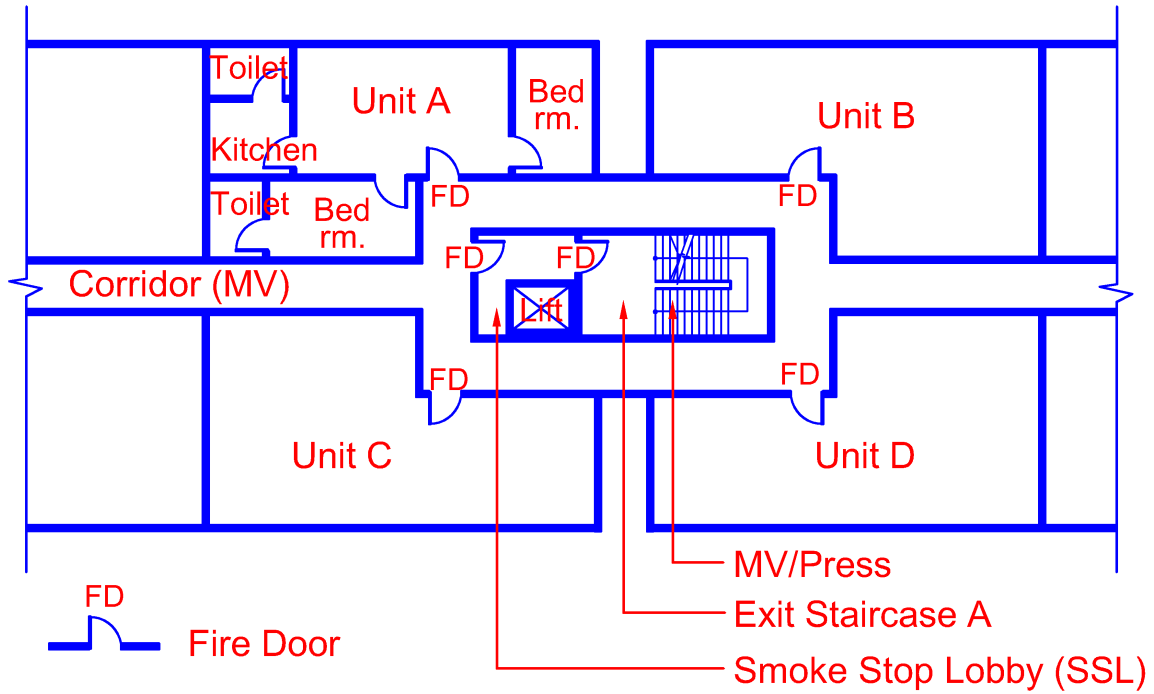 Toilet
Unit A
Bed
rm.
Unit B
Kitchen
FD
FD
Toilet
Bed
rm.
FD
FD
Corridor (MV)
Lift
FD
FD
Unit C
Unit D
MV/Press
FD
Exit Staircase A
Fire Door
Smoke Stop Lobby (SSL)